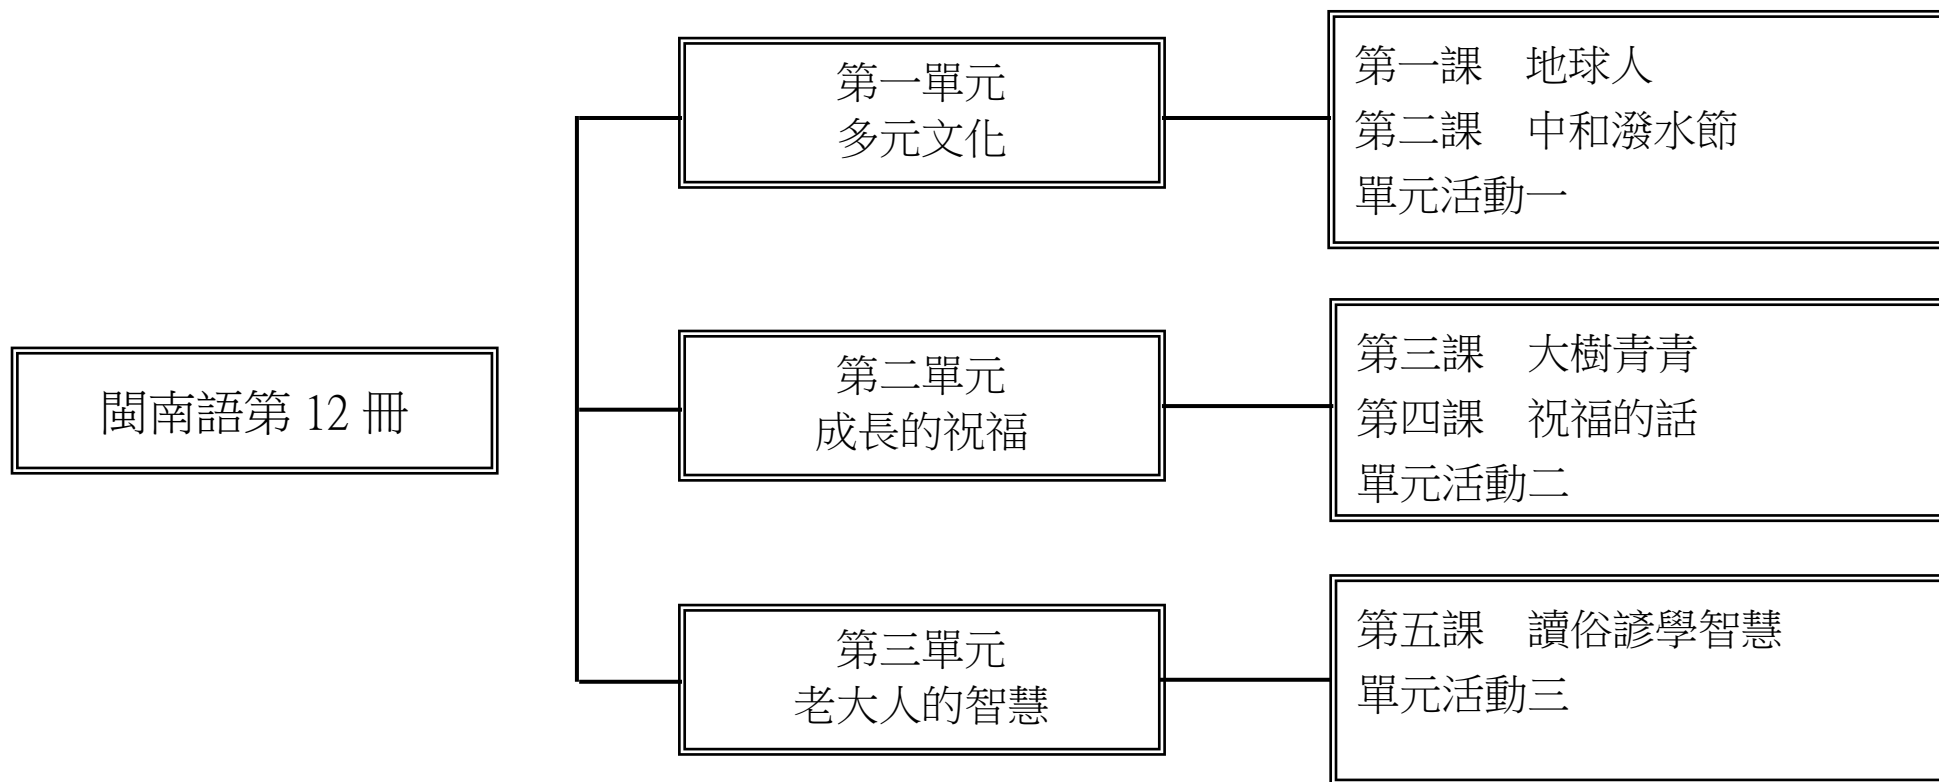 閩南語第 12 冊
第一單元
多元文化
第一課　地球人
第二課　中和潑水節
單元活動一
第二單元
成長的祝福
第三課　大樹青青
第四課　祝福的話
單元活動二
第三單元
老大人的智慧
第五課　讀俗諺學智慧
單元活動三